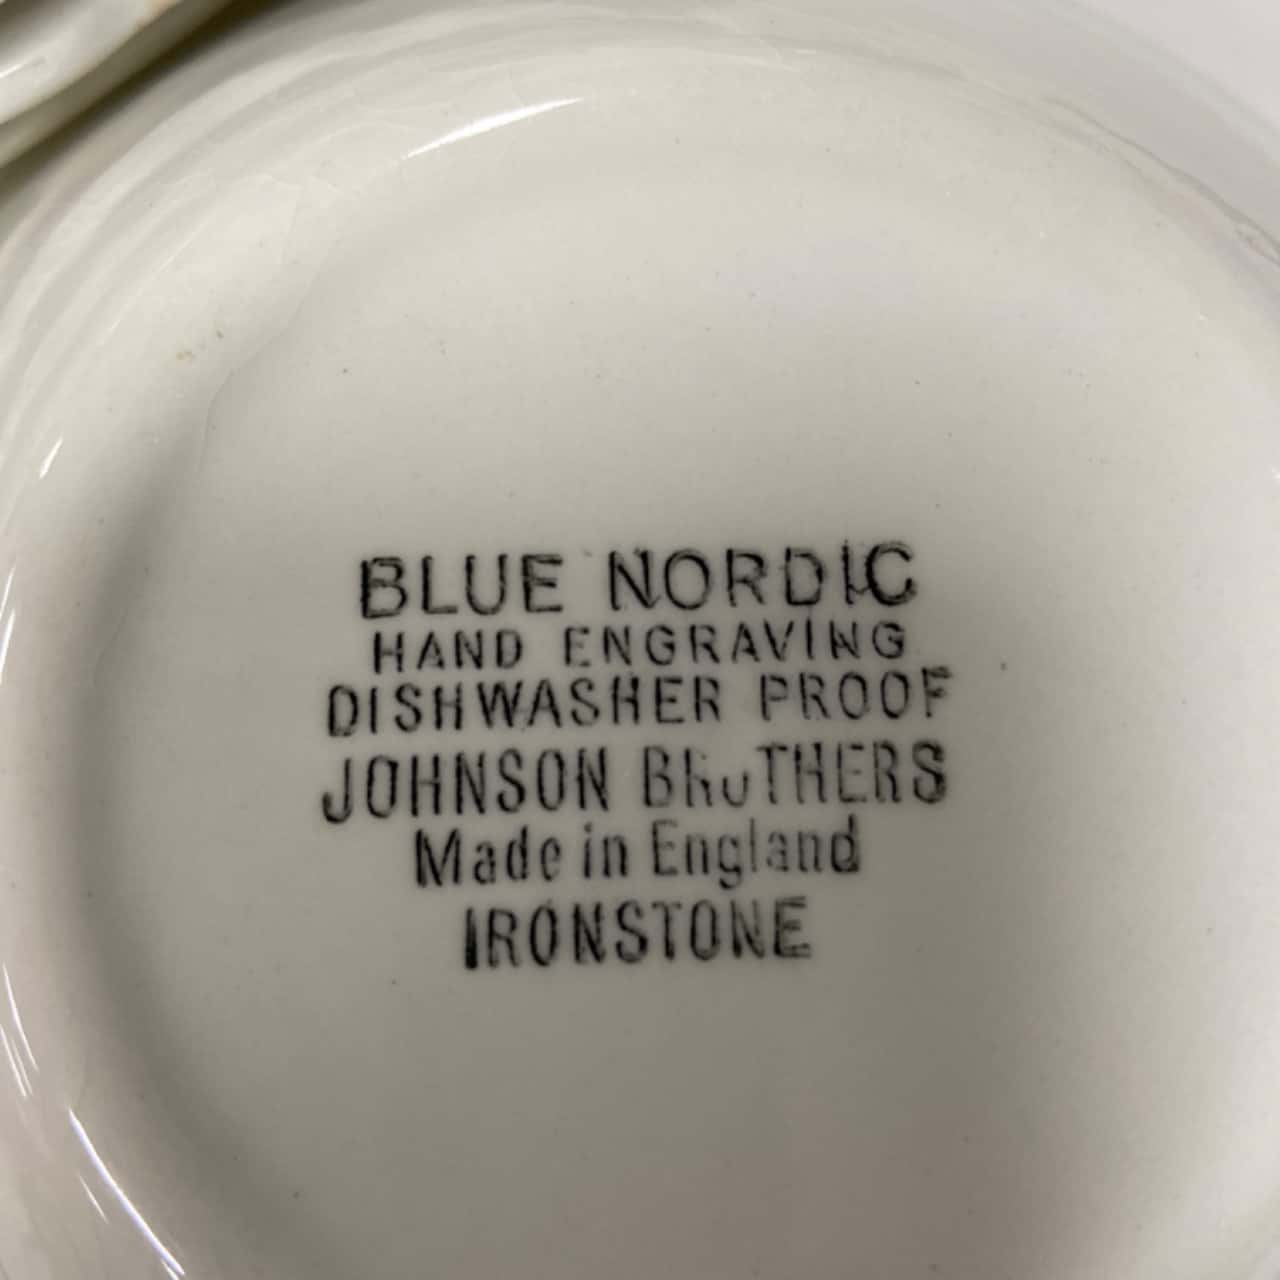 BLUE NORDIC
HAND ENGRAVING
DISHWASHER PROOF
JOHNSON BROTHERS
Made in England
IRONSTONE